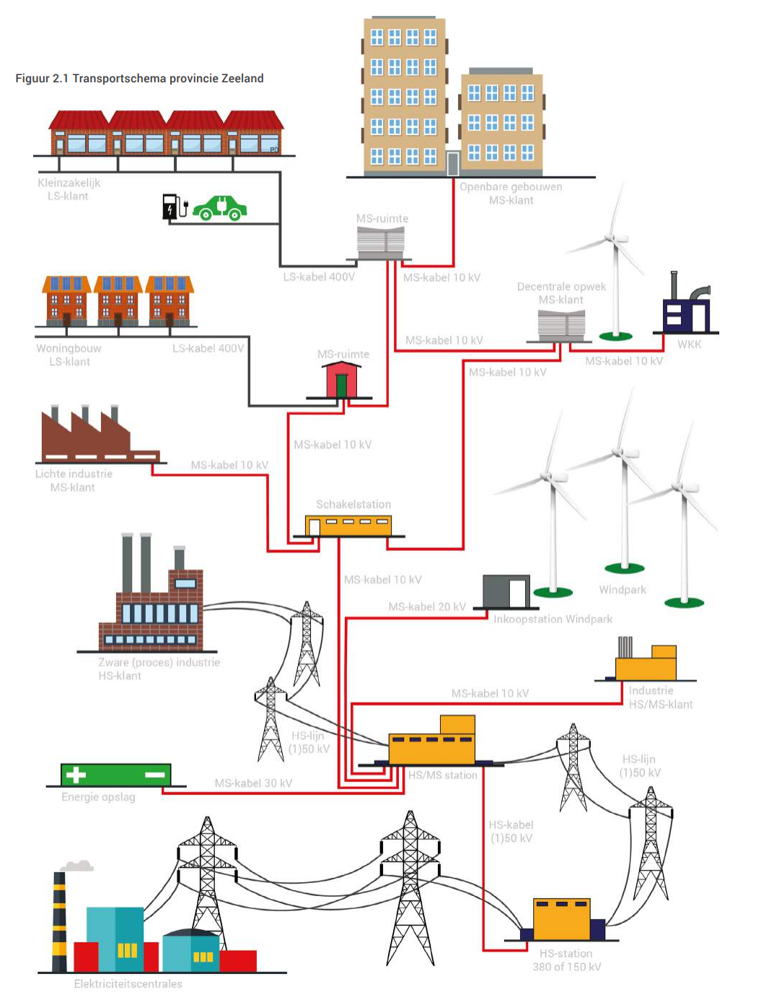 Figuur 2.1 Transportschema provincie Zeeland
PC
Kleinzakelijk
LS-klant
Openbare gebouwen
MS-klant
MS-ruimte
LS-kabel 400V
MS-kabel 10 kV
Decentrale opwek
MS-klant
MS-kabel 10 kV
WKK
MS-kabel 10 kV
MS-kabel 10 kV
Woningbouw
LS-klant
LS-kabel 400V
MS-ruimte
MS-kabel 10 kV
MS-kabel 10 kV
Lichte industrie
MS-klant
Schakelstation
MS-kabel 10 kV
MS-kabel 20 kV
Windpark
Inkoopstation Windpark
Zware (proces) industrie
HS-klant
MS-kabel 10 kV
Industrie
HS/MS-klant
HS-lijn
(1)50 kV
HS/MS station
HS-lijn
(1)50 kV
MS-kabel 30 kV
Energie opslag
HS-kabel
(1)50 kV
HS-station
380 of 150 kV
Elektriciteitscentrales